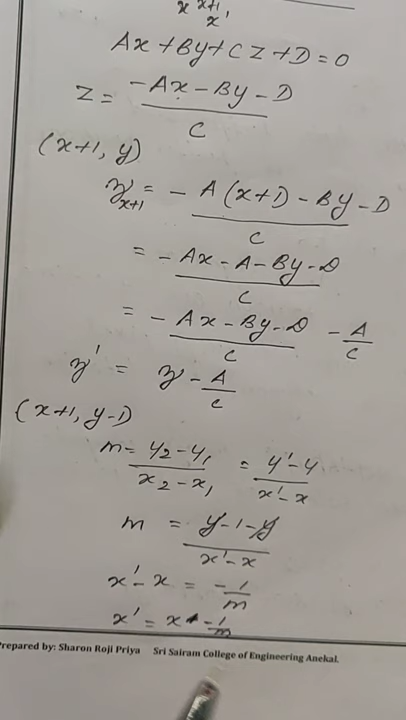 x x+1
x'
Ax+By+Cz+D=0
z = (-Ax-By-D)/C
(x+1, y)
z_{x+1} = -A(x+1)-By-D / C
= -Ax-A-By-D / C
= -Ax-By-D / C - A/C
z' = z - A/C
(x+1, y-1)
m = y2-y1 / x2-x1 = y'-y / x'-x
m = y-1-y / x'-x
x'-x = -1/m
x' = x - 1/m
repared by: Sharon Roji Priya Sri Sairam College of Engineering Anekal.